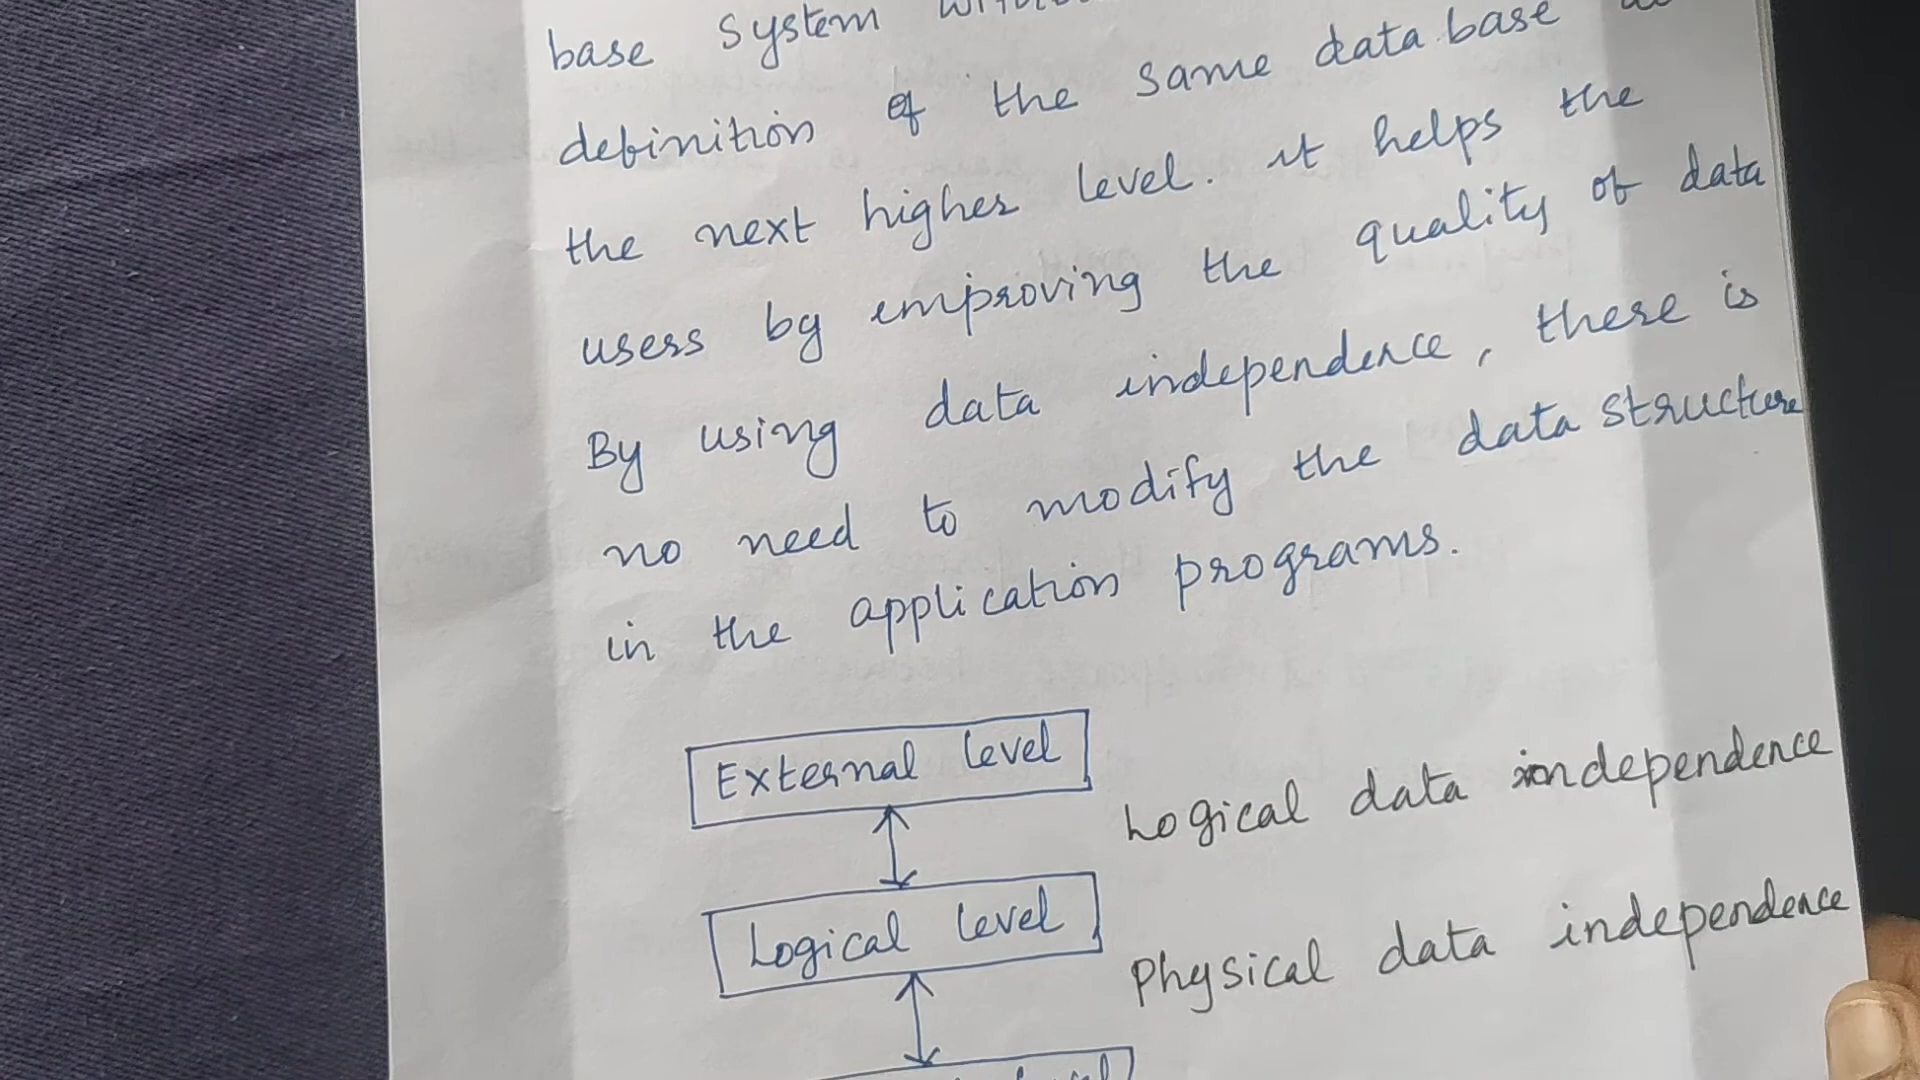 base system
definition of the same data base
the next higher level. it helps the
users by emproving the quality of data
By using data independence, there is
no need to modify the data structure
in the application programs.
External level
Logical data independence
Logical level
Physical data independence